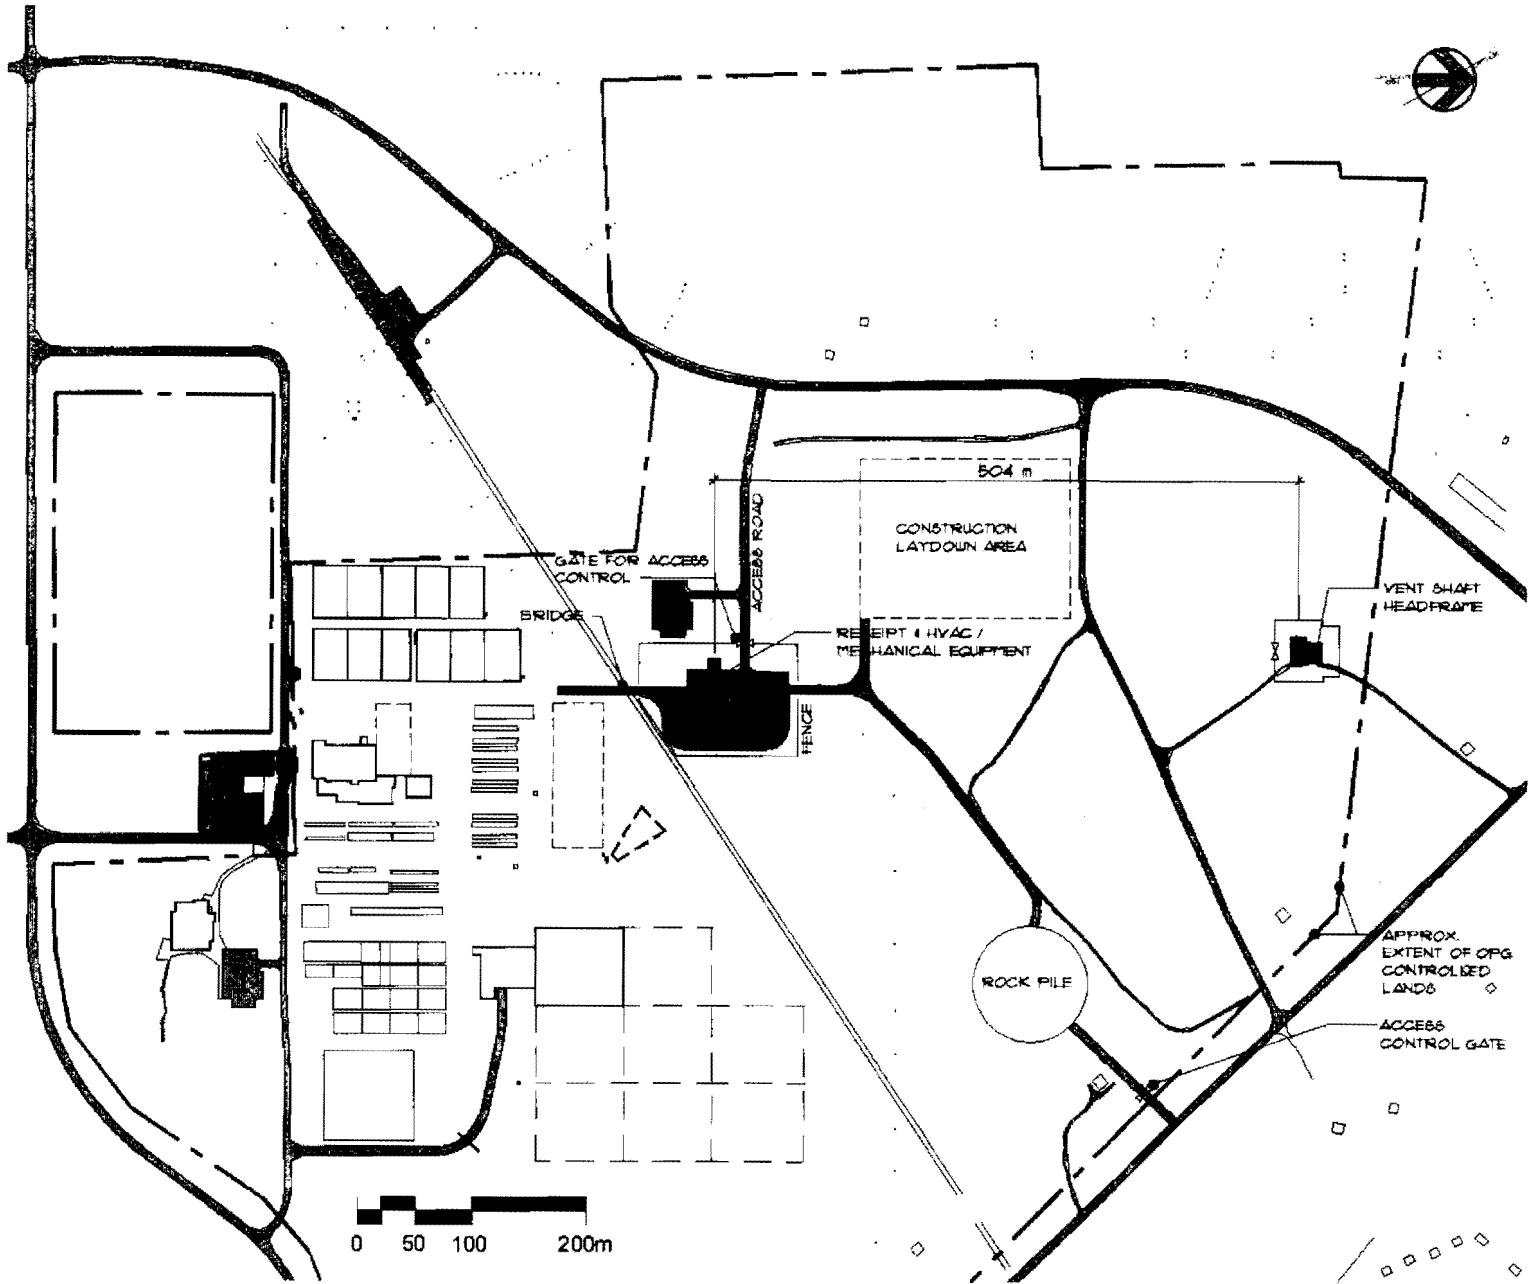 504 m
CONSTRUCTION
LAYDOWN AREA
ACCESS ROAD
GATE FOR ACCESS
CONTROL
BRIDGE
RECEIPT & HVAC /
MECHANICAL EQUIPMENT
VENT SHAFT
HEADFRAME
FENCE
APPROX.
EXTENT OF OPG
CONTROLLED
LANDS
ROCK PILE
ACCESS
CONTROL GATE
0 50 100 200m